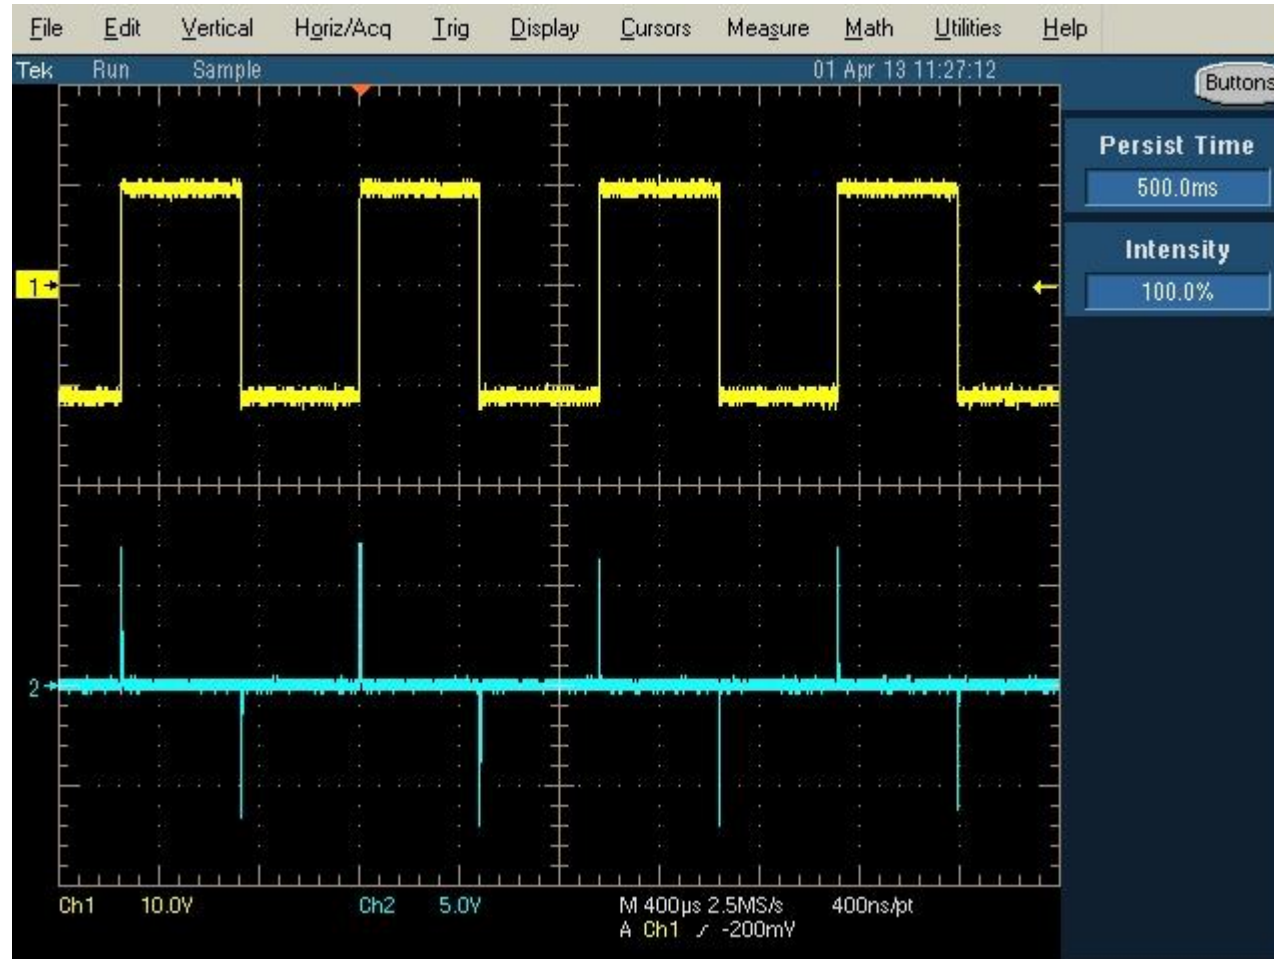 File Edit Vertical Horiz/Acq Trig Display Cursors Measure Math Utilities Help
Tek Run Sample 01 Apr 13 11:27:12
Buttons
Persist Time
500.0ms
Intensity
100.0%
1
2
Ch1 10.0V Ch2 5.0V M 400µs 2.5MS/s 400ns/pt
A Ch1 -200mV